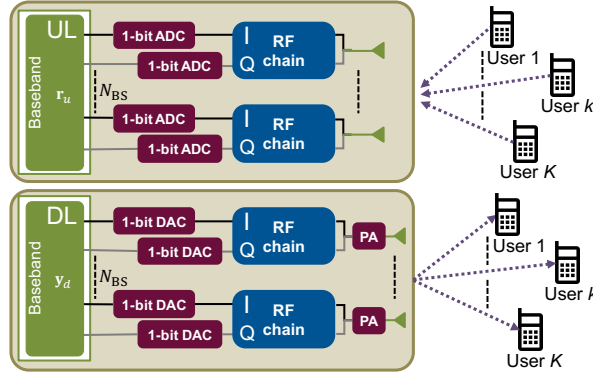 UL
Baseband
r_u
1-bit ADC
1-bit ADC
I
Q
RF
chain
N_BS
1-bit ADC
1-bit ADC
I
Q
RF
chain
User 1
User k
User K
DL
Baseband
y_d
1-bit DAC
1-bit DAC
I
Q
RF
chain
PA
N_BS
1-bit DAC
1-bit DAC
I
Q
RF
chain
PA
User 1
User k
User K